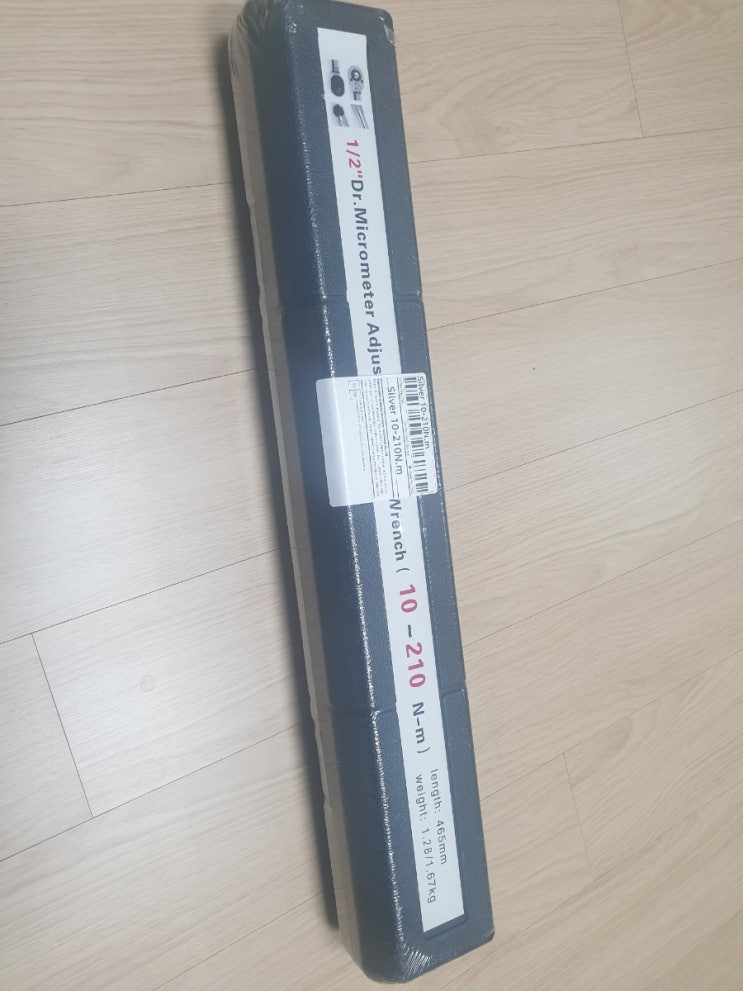 1/2"Dr.Micrometer Adjus
Wrench ( 10 – 210 N-m )
length: 465mm
weight: 1.28/1.67kg
Silver 10-210N.m
Silver 10-210N.m